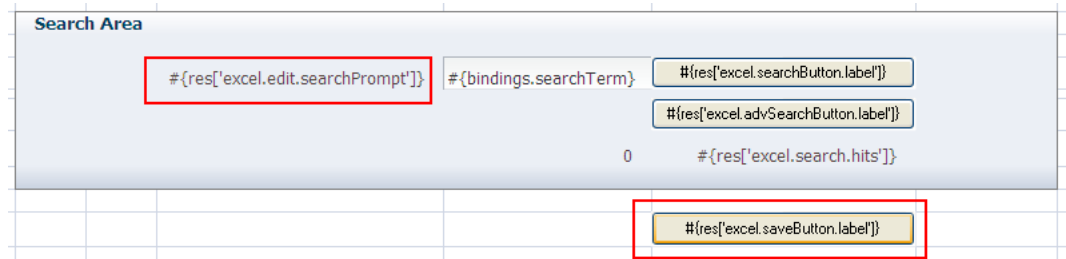 Search Area
#{res['excel.edit.searchPrompt']} #{bindings.searchTerm} #{res['excel.searchButton.label']}
#{res['excel.advSearchButton.label']}
0 #{res['excel.search.hits']}
#{res['excel.saveButton.label']}